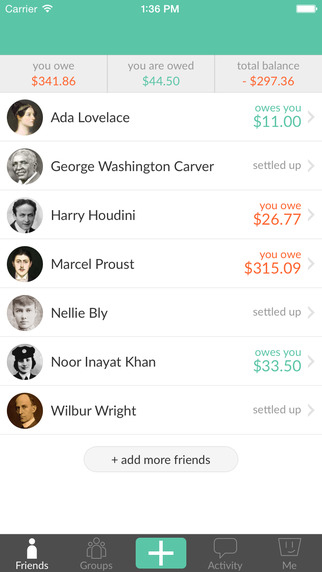 Carrier 1:36 PM
you owe you are owed total balance
$341.86 $44.50 - $297.36
owes you
Ada Lovelace $11.00
George Washington Carver settled up
you owe
Harry Houdini $26.77
you owe
Marcel Proust $315.09
Nellie Bly settled up
owes you
Noor Inayat Khan $33.50
Wilbur Wright settled up
+ add more friends
Friends Groups Activity Me